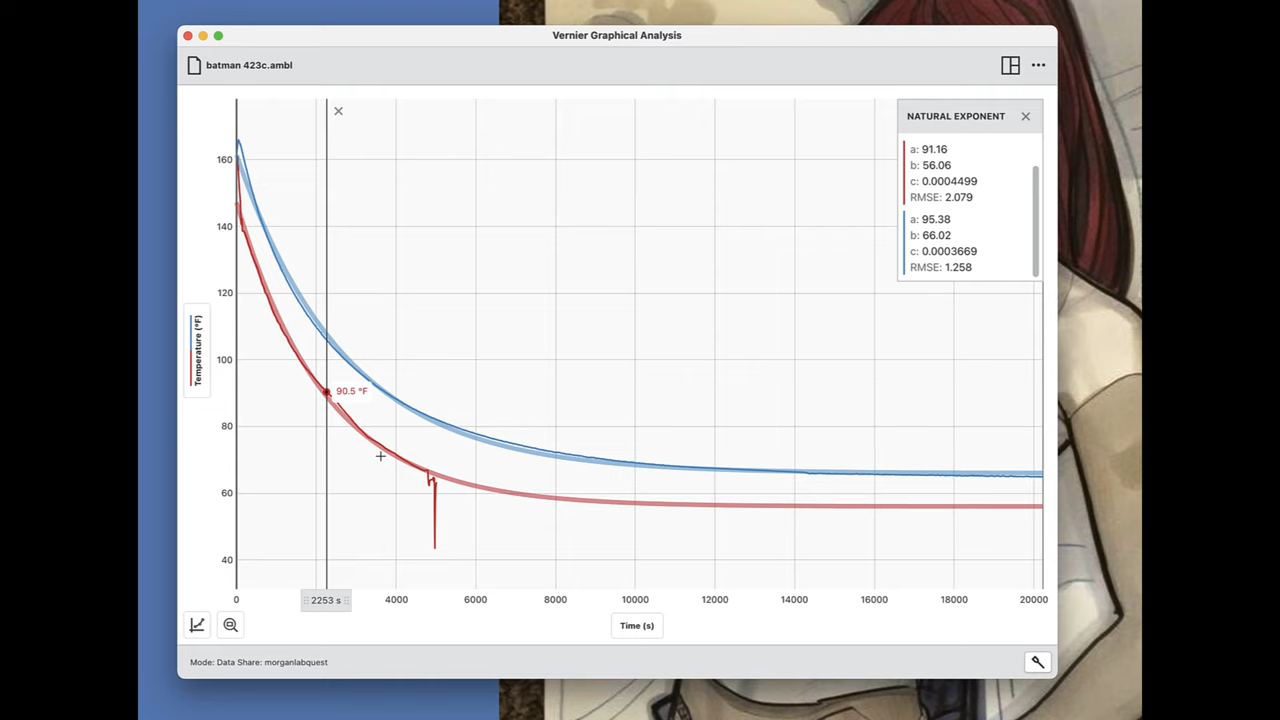 Vernier Graphical Analysis
batman 423c.ambl
NATURAL EXPONENT
a: 91.16
b: 56.06
c: 0.0004499
RMSE: 2.079
a: 95.38
b: 66.02
c: 0.0003669
RMSE: 1.258
160
140
120
100
80
60
40
Temperature (°F)
90.5 °F
0
2253 s
4000
6000
8000
10000
12000
14000
16000
18000
20000
Time (s)
Mode: Data Share: morganlabquest